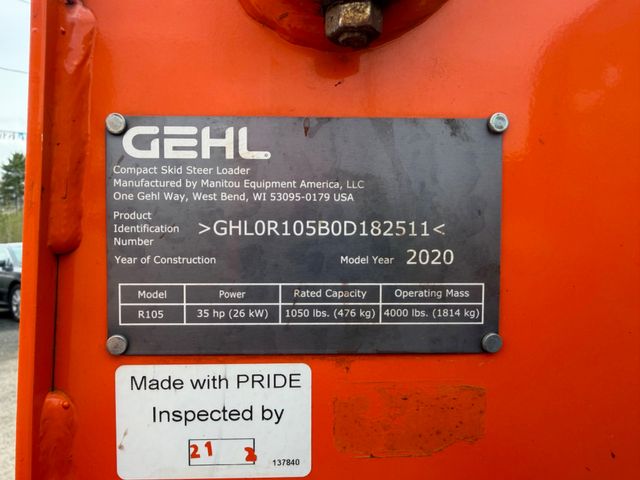 GEHL
Compact Skid Steer Loader
Manufactured by Manitou Equipment America, LLC
One Gehl Way, West Bend, WI 53095-0179 USA
Product
Identification
Number
>GHL0R105B0D182511<
Year of Construction
Model Year 2020
Model Power Rated Capacity Operating Mass
R105 35 hp (26 kW) 1050 lbs. (476 kg) 4000 lbs. (1814 kg)
Made with PRIDE
Inspected by
21 2
137840